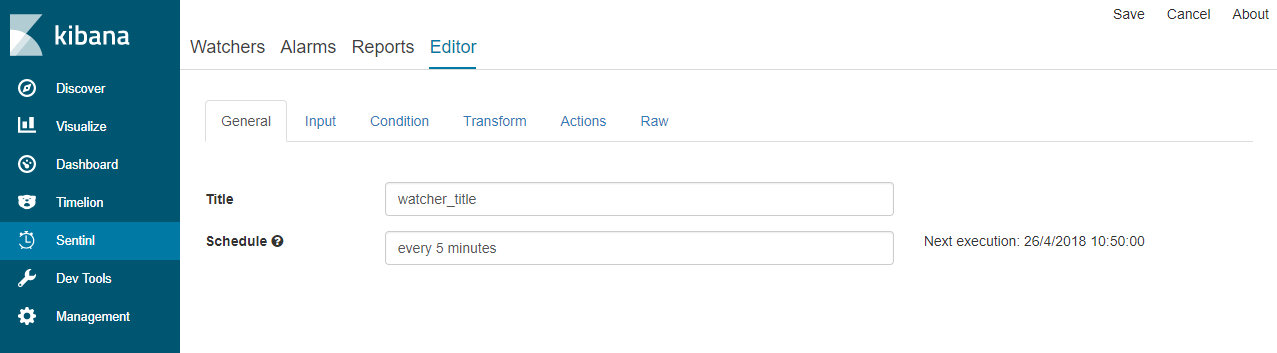 Save Cancel About
kibana
Watchers Alarms Reports Editor
Discover
Visualize
Dashboard
Timelion
Sentinl
Dev Tools
Management
General Input Condition Transform Actions Raw
Title watcher_title
Schedule ? every 5 minutes Next execution: 26/4/2018 10:50:00